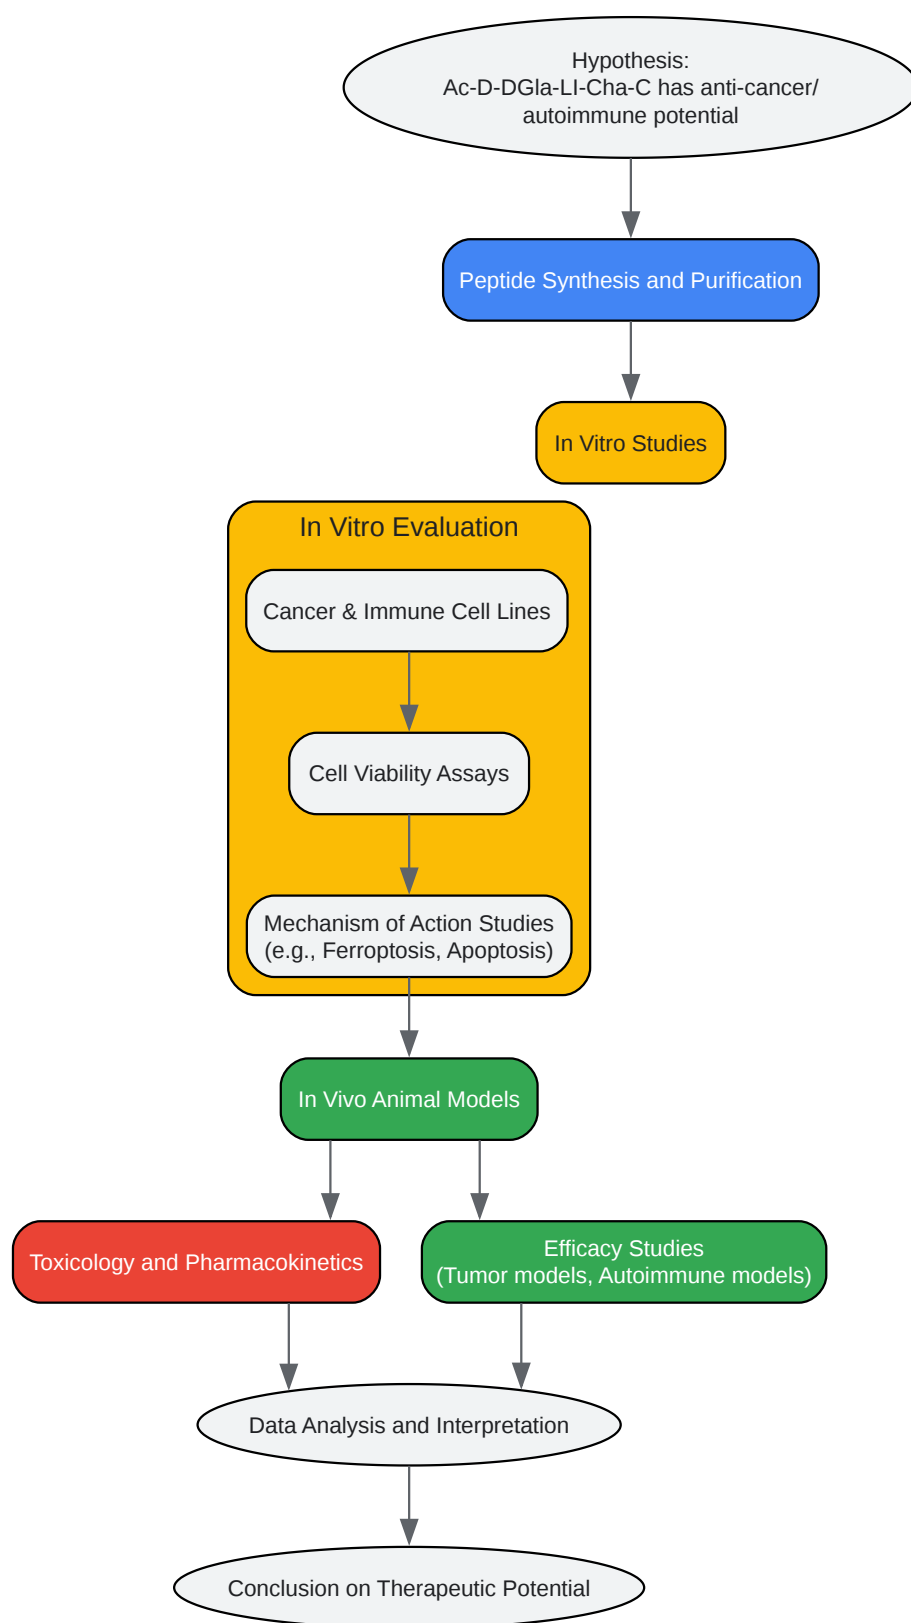 Hypothesis:
Ac-D-DGla-LI-Cha-C has anti-cancer/
autoimmune potential
Peptide Synthesis and Purification
In Vitro Studies
In Vitro Evaluation
Cancer & Immune Cell Lines
Cell Viability Assays
Mechanism of Action Studies
(e.g., Ferroptosis, Apoptosis)
In Vivo Animal Models
Toxicology and Pharmacokinetics
Efficacy Studies
(Tumor models, Autoimmune models)
Data Analysis and Interpretation
Conclusion on Therapeutic Potential